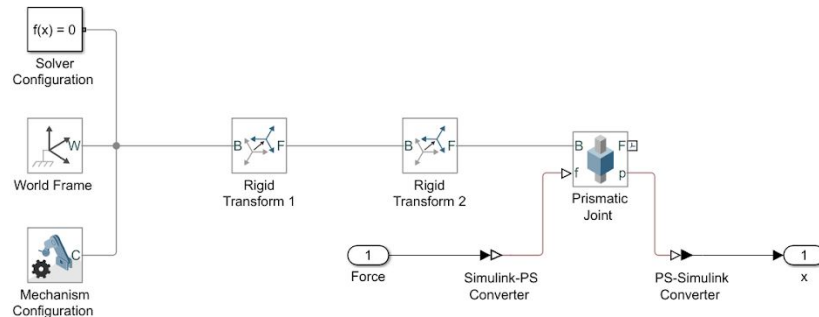 f(x) = 0
Solver
Configuration
W
World Frame
C
Mechanism
Configuration
B F
Rigid
Transform 1
B F
Rigid
Transform 2
B F
f p
Prismatic
Joint
1
Force
Simulink-PS
Converter
PS-Simulink
Converter
1
x